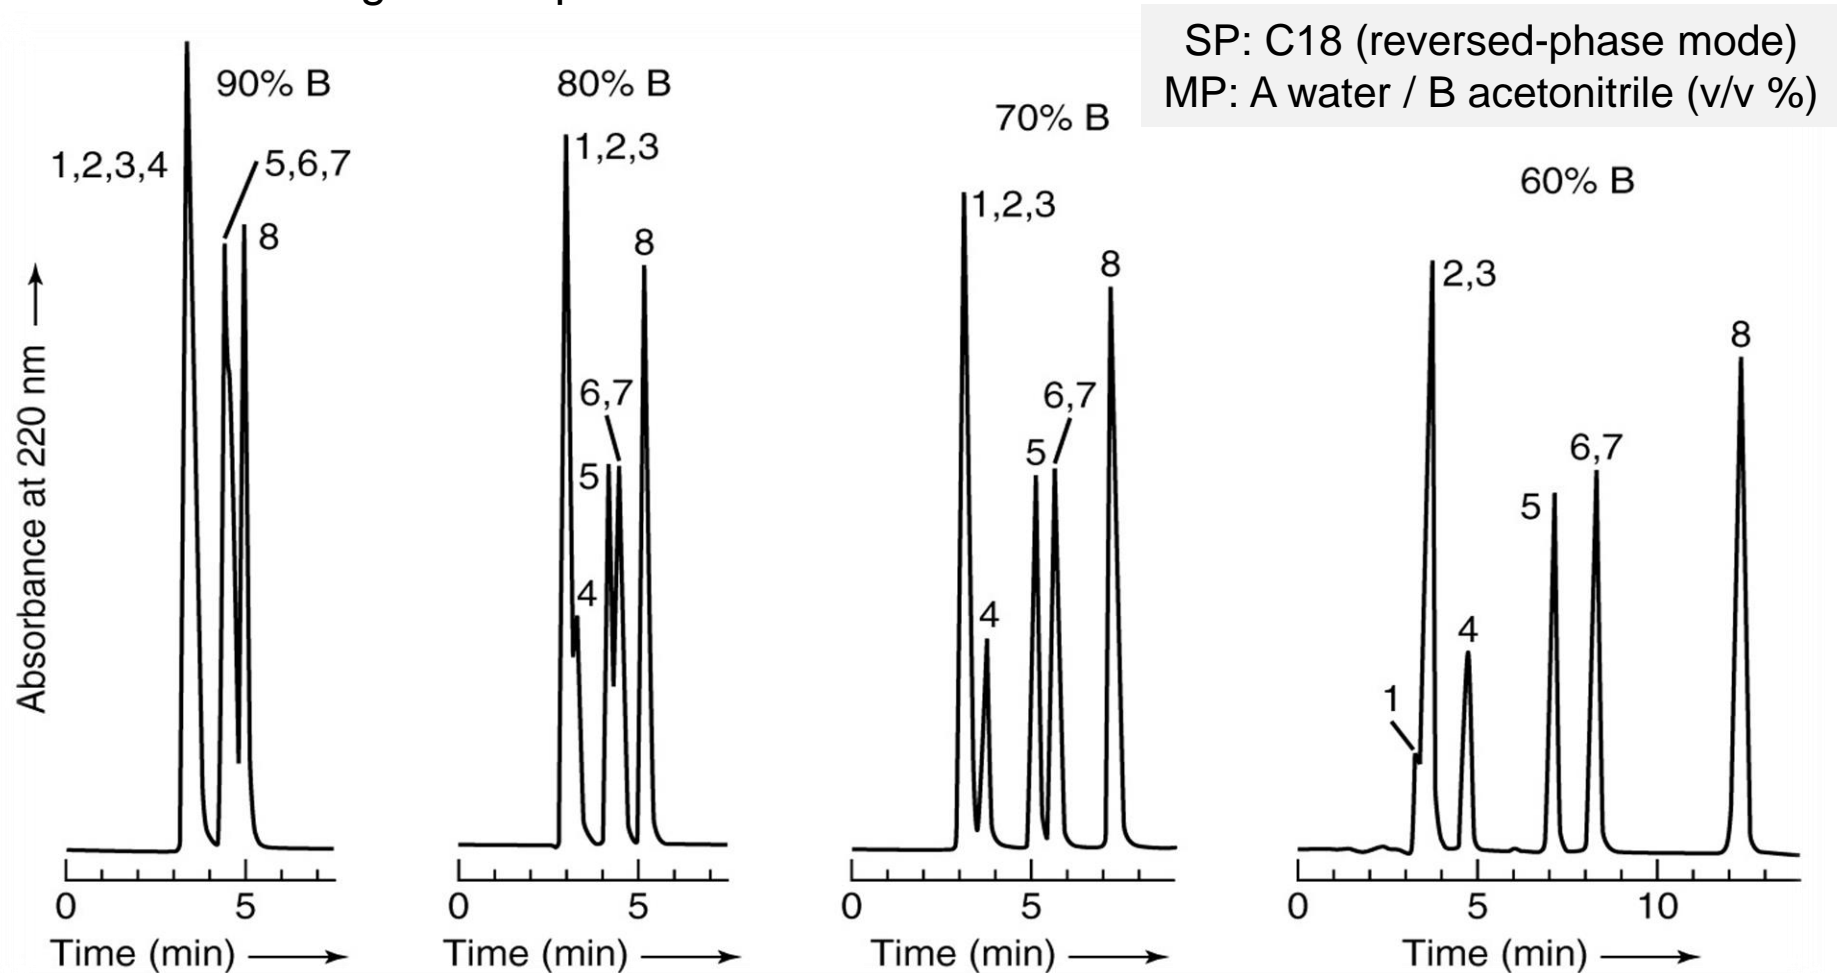 SP: C18 (reversed-phase mode)
MP: A water / B acetonitrile (v/v %)
Absorbance at 220 nm
90% B
1,2,3,4
5,6,7
8
0
5
Time (min)
80% B
1,2,3
8
6,7
5
4
0
5
Time (min)
70% B
1,2,3
8
6,7
5
4
0
5
Time (min)
60% B
2,3
8
6,7
5
4
1
0
5
10
Time (min)